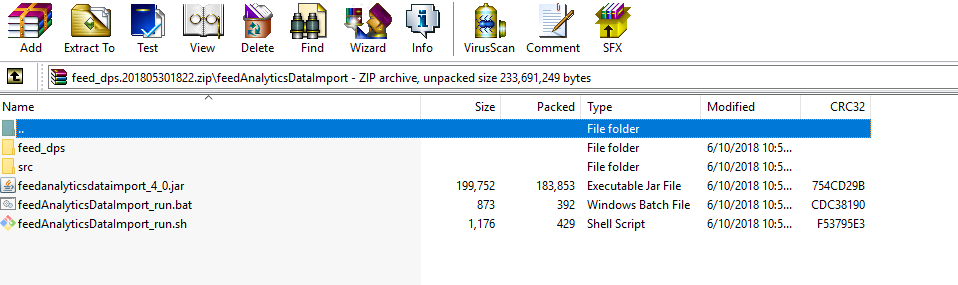 Add Extract To Test View Delete Find Wizard Info VirusScan Comment SFX
feed_dps.201805301822.zip\feedAnalyticsDataImport - ZIP archive, unpacked size 233,691,249 bytes
Name Size Packed Type Modified CRC32
.. File folder
feed_dps File folder 6/10/2018 10:5...
src File folder 6/10/2018 10:5...
feedanalyticsdataimport_4_0.jar 199,752 183,853 Executable Jar File 6/10/2018 10:5... 754CD29B
feedAnalyticsDataImport_run.bat 873 392 Windows Batch File 6/10/2018 10:5... CDC38190
feedAnalyticsDataImport_run.sh 1,176 429 Shell Script 6/10/2018 10:5... F53795E3